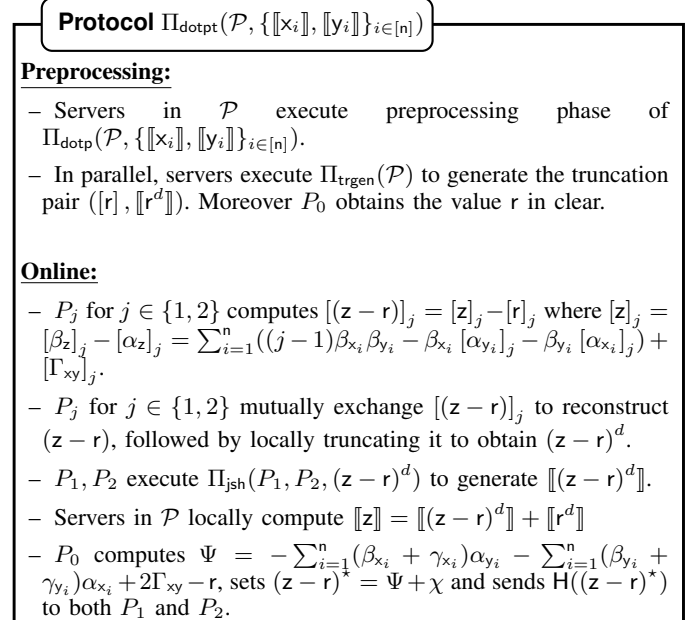 Protocol Π_dotpt(𝒫, {⟦x_i⟧, ⟦y_i⟧}_{i∈[n]})
Preprocessing:
– Servers in 𝒫 execute preprocessing phase of
Π_dotp(𝒫, {⟦x_i⟧, ⟦y_i⟧}_{i∈[n]}).
– In parallel, servers execute Π_trgen(𝒫) to generate the truncation
pair ([r], ⟦r^d⟧). Moreover P_0 obtains the value r in clear.
Online:
– P_j for j ∈ {1, 2} computes [(z − r)]_j = [z]_j − [r]_j where [z]_j =
[β_z]_j − [α_z]_j = ∑_{i=1}^{n}((j − 1)β_{x_i}β_{y_i} − β_{x_i}[α_{y_i}]_j − β_{y_i}[α_{x_i}]_j) +
[Γ_xy]_j.
– P_j for j ∈ {1, 2} mutually exchange [(z − r)]_j to reconstruct
(z − r), followed by locally truncating it to obtain (z − r)^d.
– P_1, P_2 execute Π_jsh(P_1, P_2, (z − r)^d) to generate ⟦(z − r)^d⟧.
– Servers in 𝒫 locally compute ⟦z⟧ = ⟦(z − r)^d⟧ + ⟦r^d⟧
– P_0 computes Ψ = −∑_{i=1}^{n}(β_{x_i} + γ_{x_i})α_{y_i} − ∑_{i=1}^{n}(β_{y_i} +
γ_{y_i})α_{x_i} + 2Γ_xy − r, sets (z − r)^⋆ = Ψ + χ and sends H((z − r)^⋆)
to both P_1 and P_2.